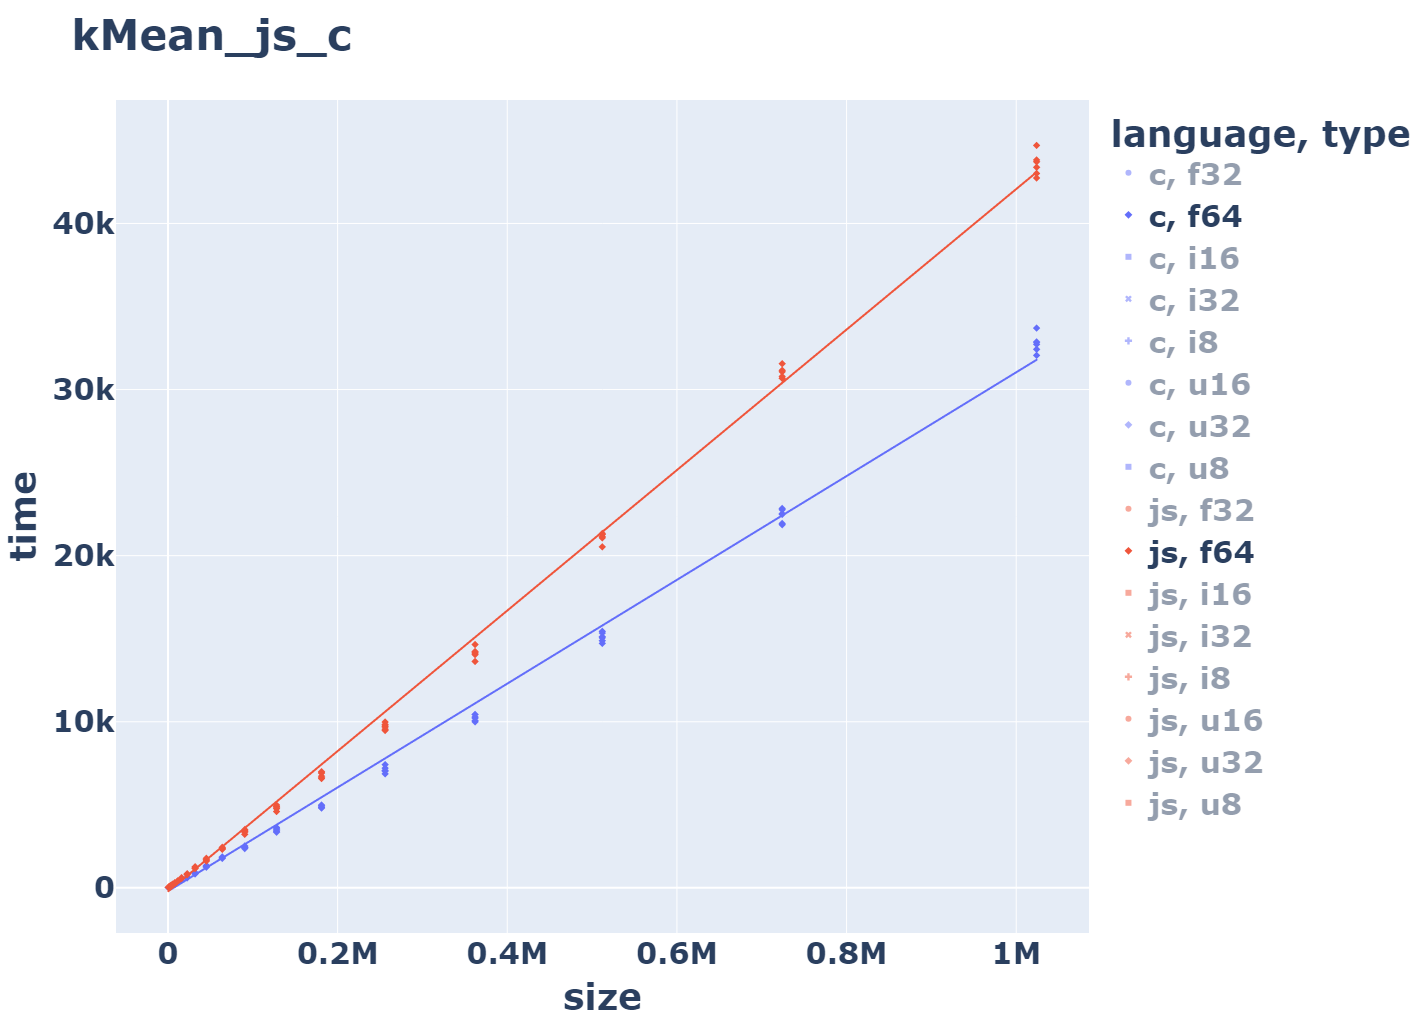 kMean_js_c
language, type
c, f32
c, f64
c, i16
c, i32
c, i8
c, u16
c, u32
c, u8
js, f32
js, f64
js, i16
js, i32
js, i8
js, u16
js, u32
js, u8
time
40k
30k
20k
10k
0
0
0.2M
0.4M
0.6M
0.8M
1M
size